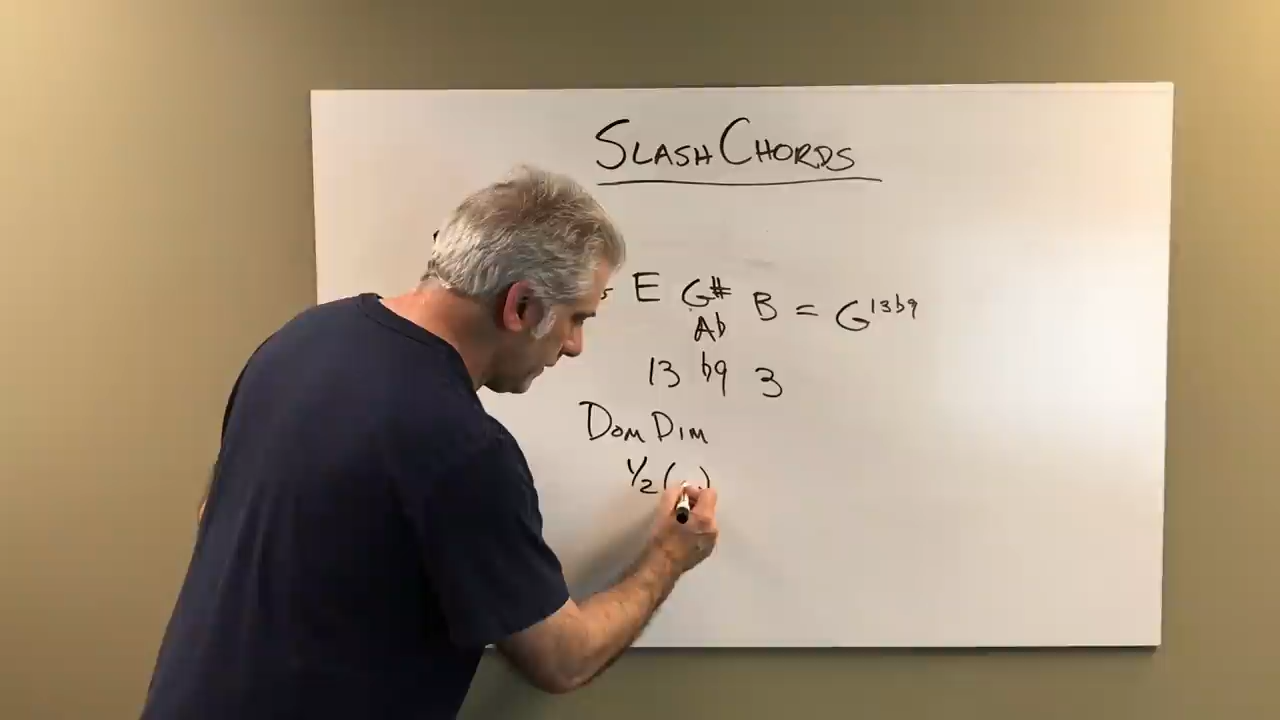 SLASH CHORDS
E G# B = G13b9
Ab
13 b9 3
DOM DIM
1/2 (